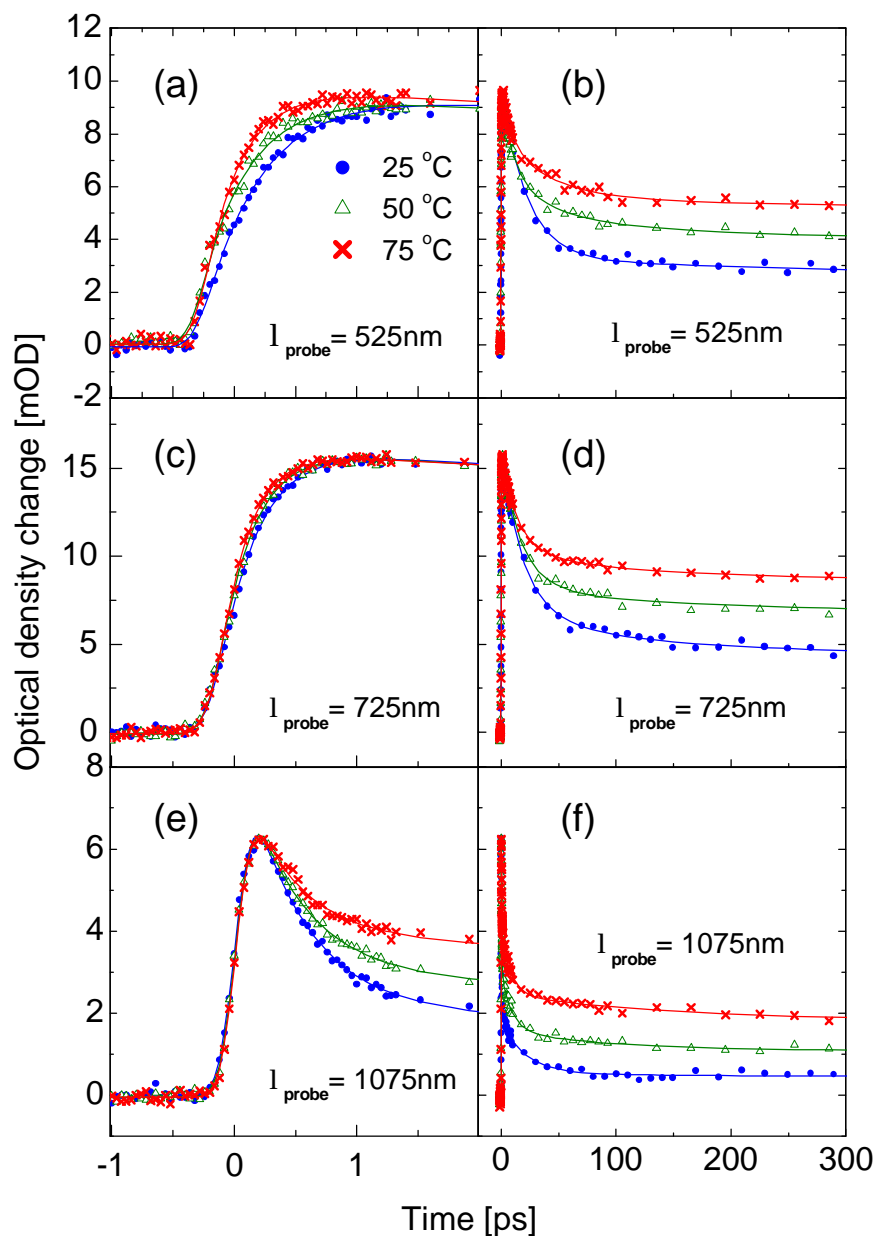 Optical density change [mOD]
12
10
8
6
4
2
0
-2
(a)
25 °C
50 °C
75 °C
l probe = 525nm
(b)
l probe = 525nm
15
10
5
0
(c)
l probe = 725nm
(d)
l probe = 725nm
8
6
4
2
0
(e)
l probe = 1075nm
(f)
l probe = 1075nm
-1 0 1
0 100 200 300
Time [ps]